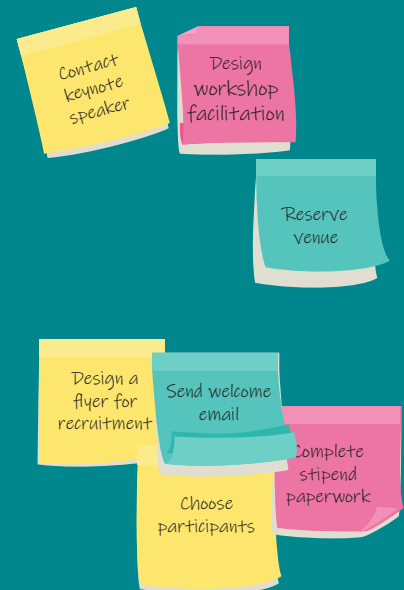 Contact
keynote
speaker
Design
workshop
facilitation
Reserve
venue
Design a
flyer for
recruitment
Send welcome
email
Complete
stipend
paperwork
Choose
participants